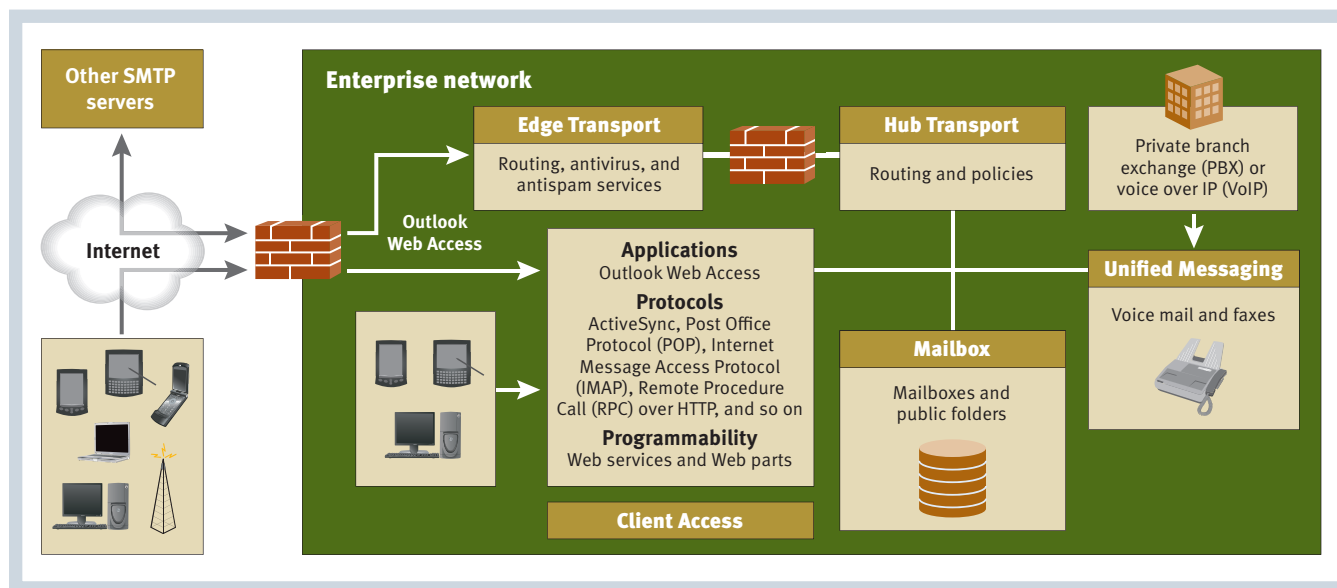 Other SMTP
servers
Internet
Enterprise network
Edge Transport
Routing, antivirus, and
antispam services
Hub Transport
Routing and policies
Private branch
exchange (PBX) or
voice over IP (VoIP)
Outlook
Web Access
Applications
Outlook Web Access
Protocols
ActiveSync, Post Office
Protocol (POP), Internet
Message Access Protocol
(IMAP), Remote Procedure
Call (RPC) over HTTP, and so on
Programmability
Web services and Web parts
Client Access
Mailbox
Mailboxes and
public folders
Unified Messaging
Voice mail and faxes